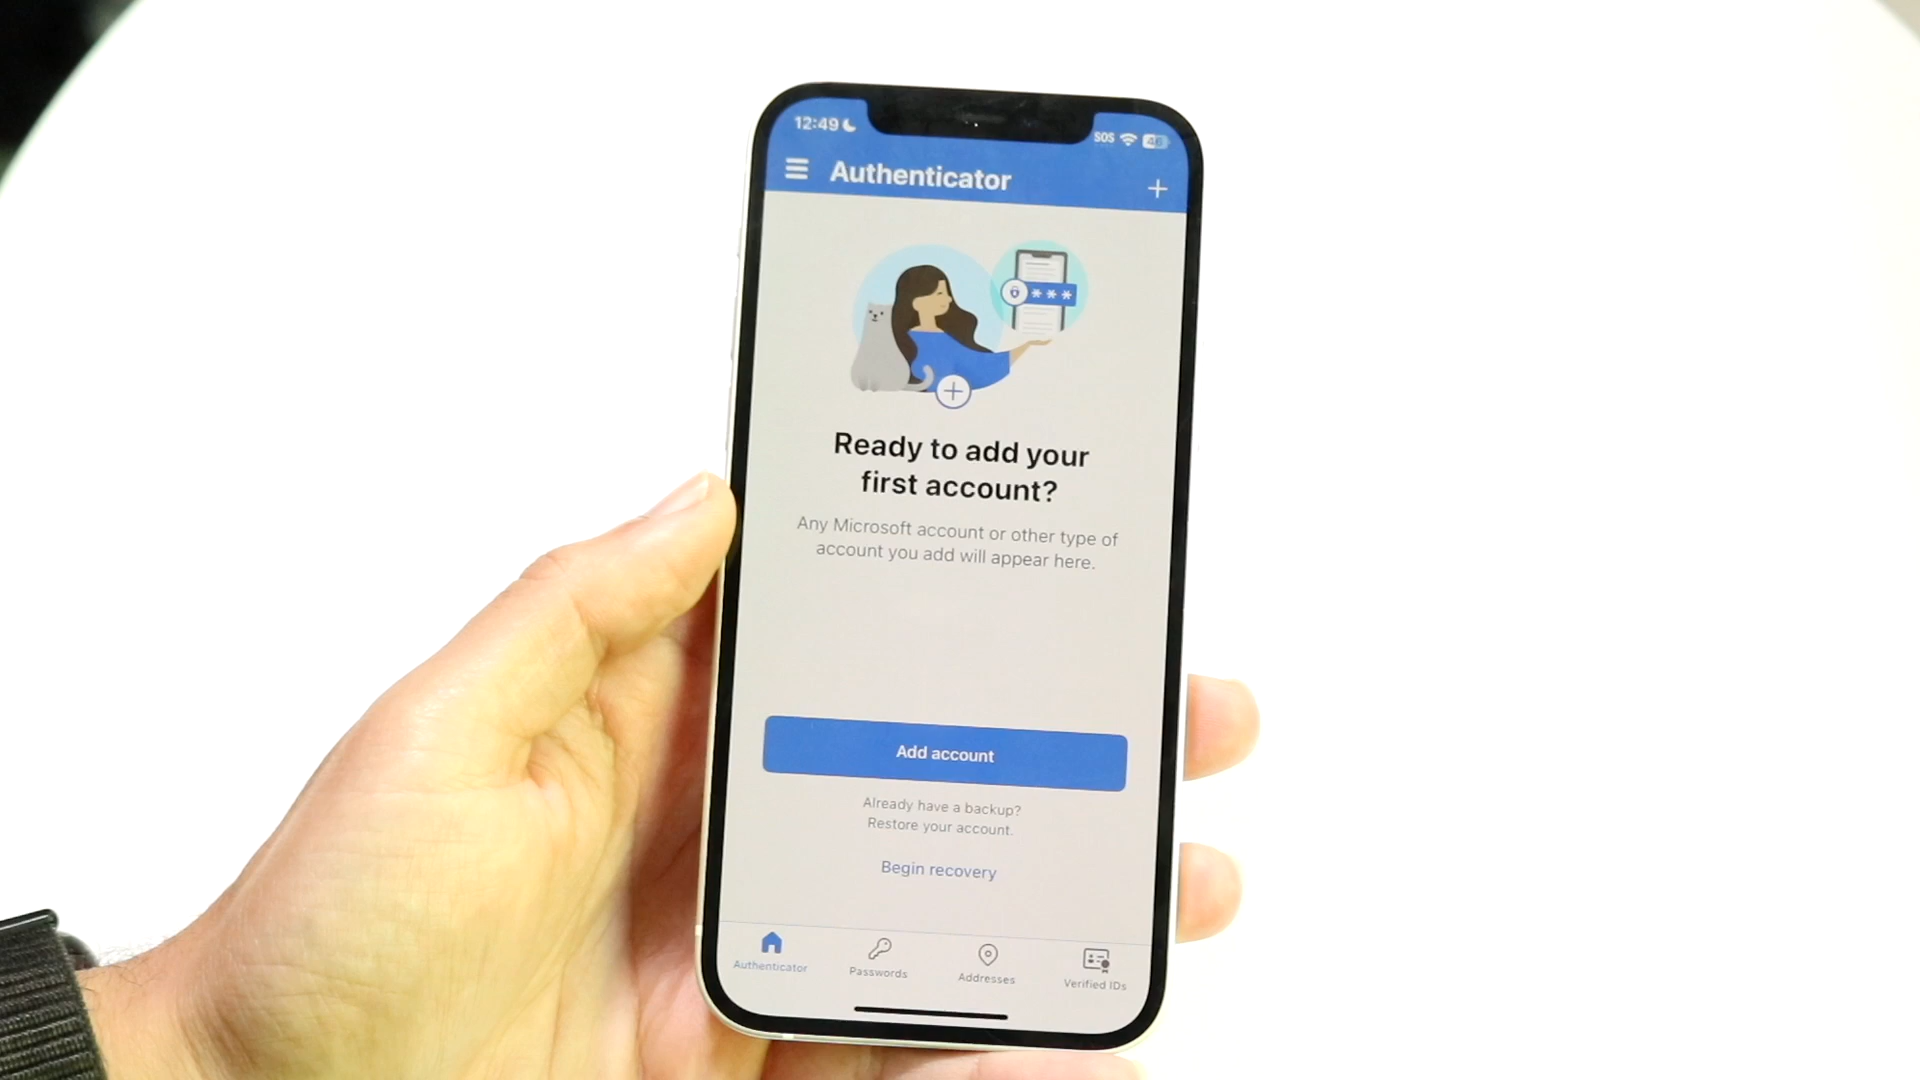 12:49
SOS
46
Authenticator
***
Ready to add your
first account?
Any Microsoft account or other type of
account you add will appear here.
Add account
Already have a backup?
Restore your account.
Begin recovery
Authenticator
Passwords
Addresses
Verified IDs